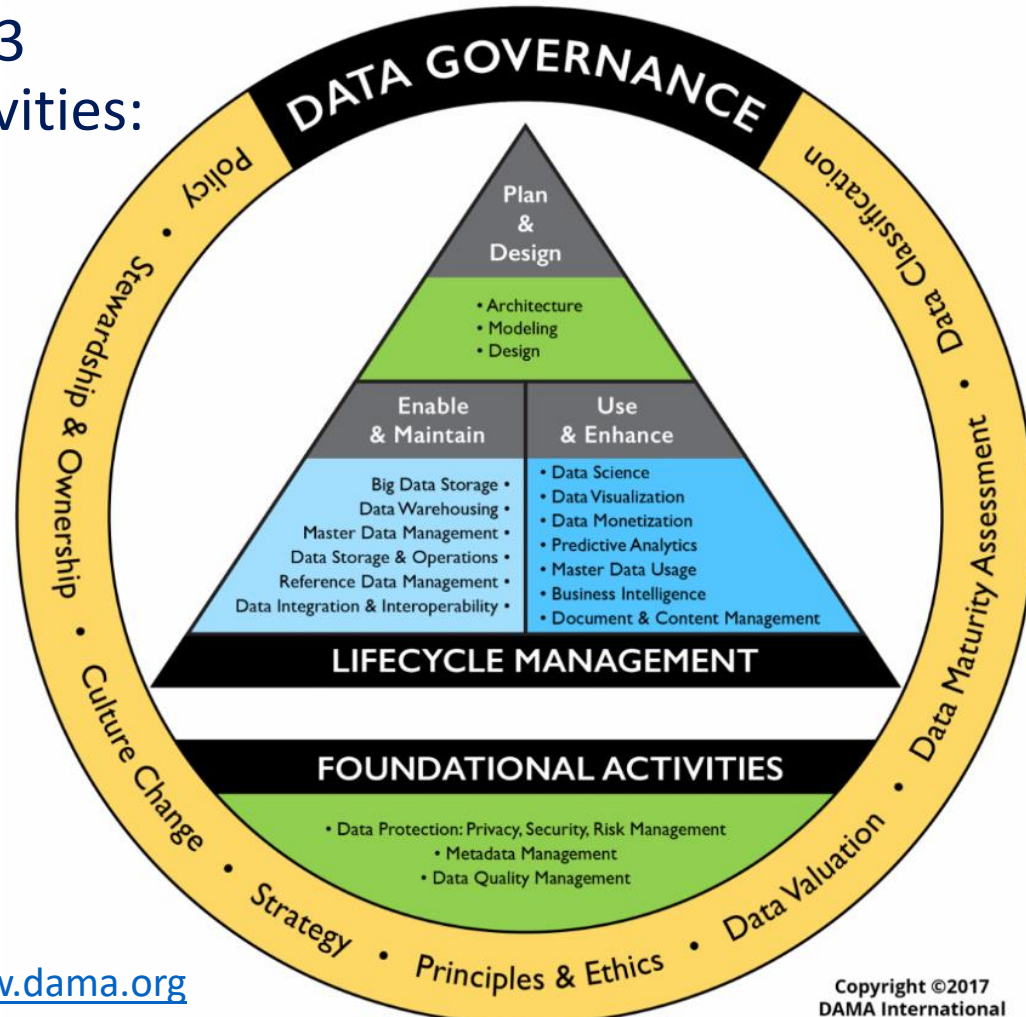 3
vities:
DATA GOVERNANCE
Policy • Stewardship & Ownership • Culture Change • Strategy • Principles & Ethics • Data Valuation • Data Maturity Assessment • Data Classification
Plan
&
Design
• Architecture
• Modeling
• Design
Enable
& Maintain
Big Data Storage •
Data Warehousing •
Master Data Management •
Data Storage & Operations •
Reference Data Management •
Data Integration & Interoperability •
Use
& Enhance
• Data Science
• Data Visualization
• Data Monetization
• Predictive Analytics
• Master Data Usage
• Business Intelligence
• Document & Content Management
LIFECYCLE MANAGEMENT
FOUNDATIONAL ACTIVITIES
• Data Protection: Privacy, Security, Risk Management
• Metadata Management
• Data Quality Management
w.dama.org
Copyright ©2017
DAMA International